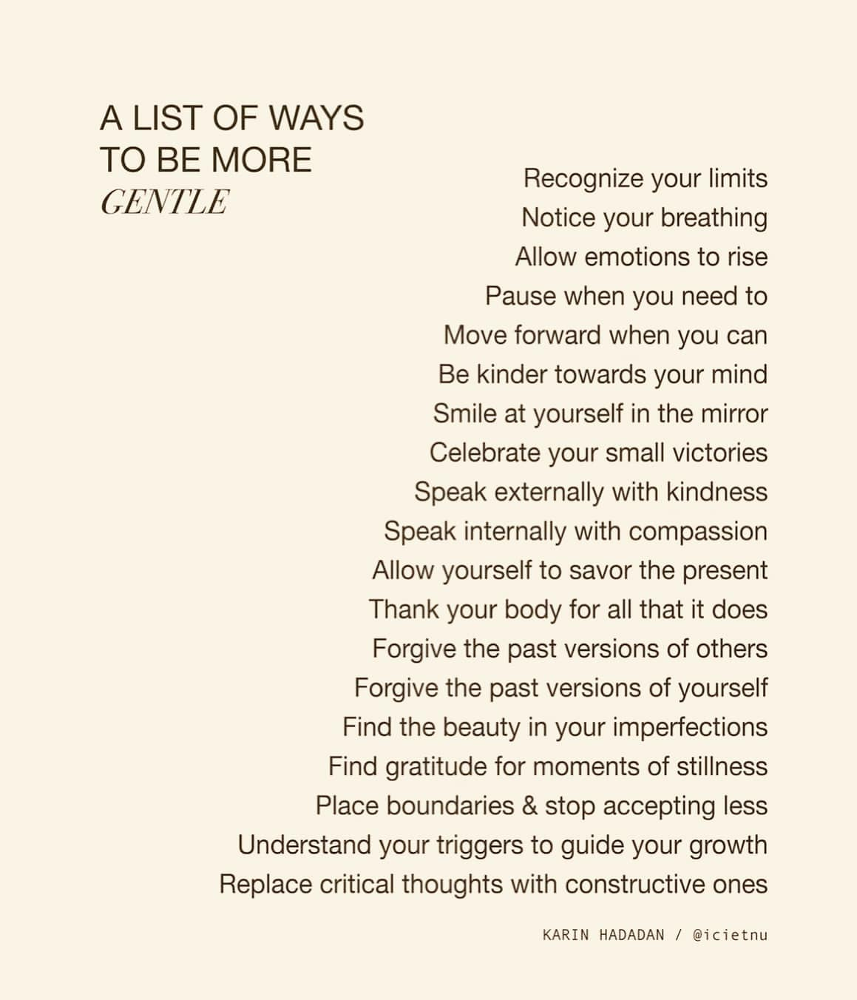 A LIST OF WAYS
TO BE MORE
GENTLE
Recognize your limits
Notice your breathing
Allow emotions to rise
Pause when you need to
Move forward when you can
Be kinder towards your mind
Smile at yourself in the mirror
Celebrate your small victories
Speak externally with kindness
Speak internally with compassion
Allow yourself to savor the present
Thank your body for all that it does
Forgive the past versions of others
Forgive the past versions of yourself
Find the beauty in your imperfections
Find gratitude for moments of stillness
Place boundaries & stop accepting less
Understand your triggers to guide your growth
Replace critical thoughts with constructive ones
KARIN HADADAN / @icietnu